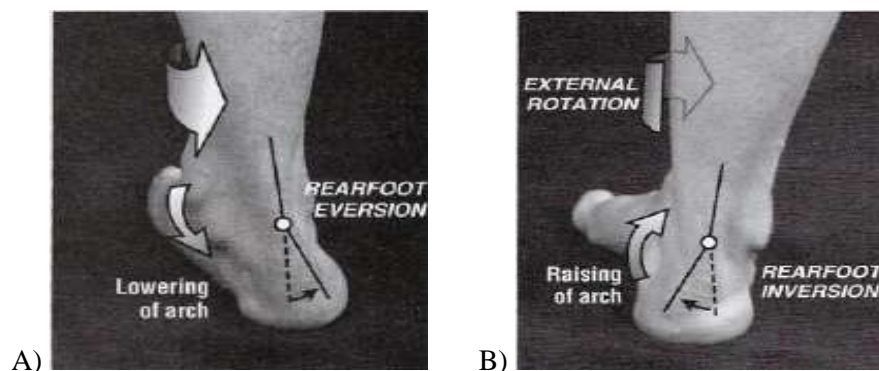 REARFOOT
EVERSION
Lowering
of arch
A)
EXTERNAL
ROTATION
Raising
of arch
REARFOOT
INVERSION
B)